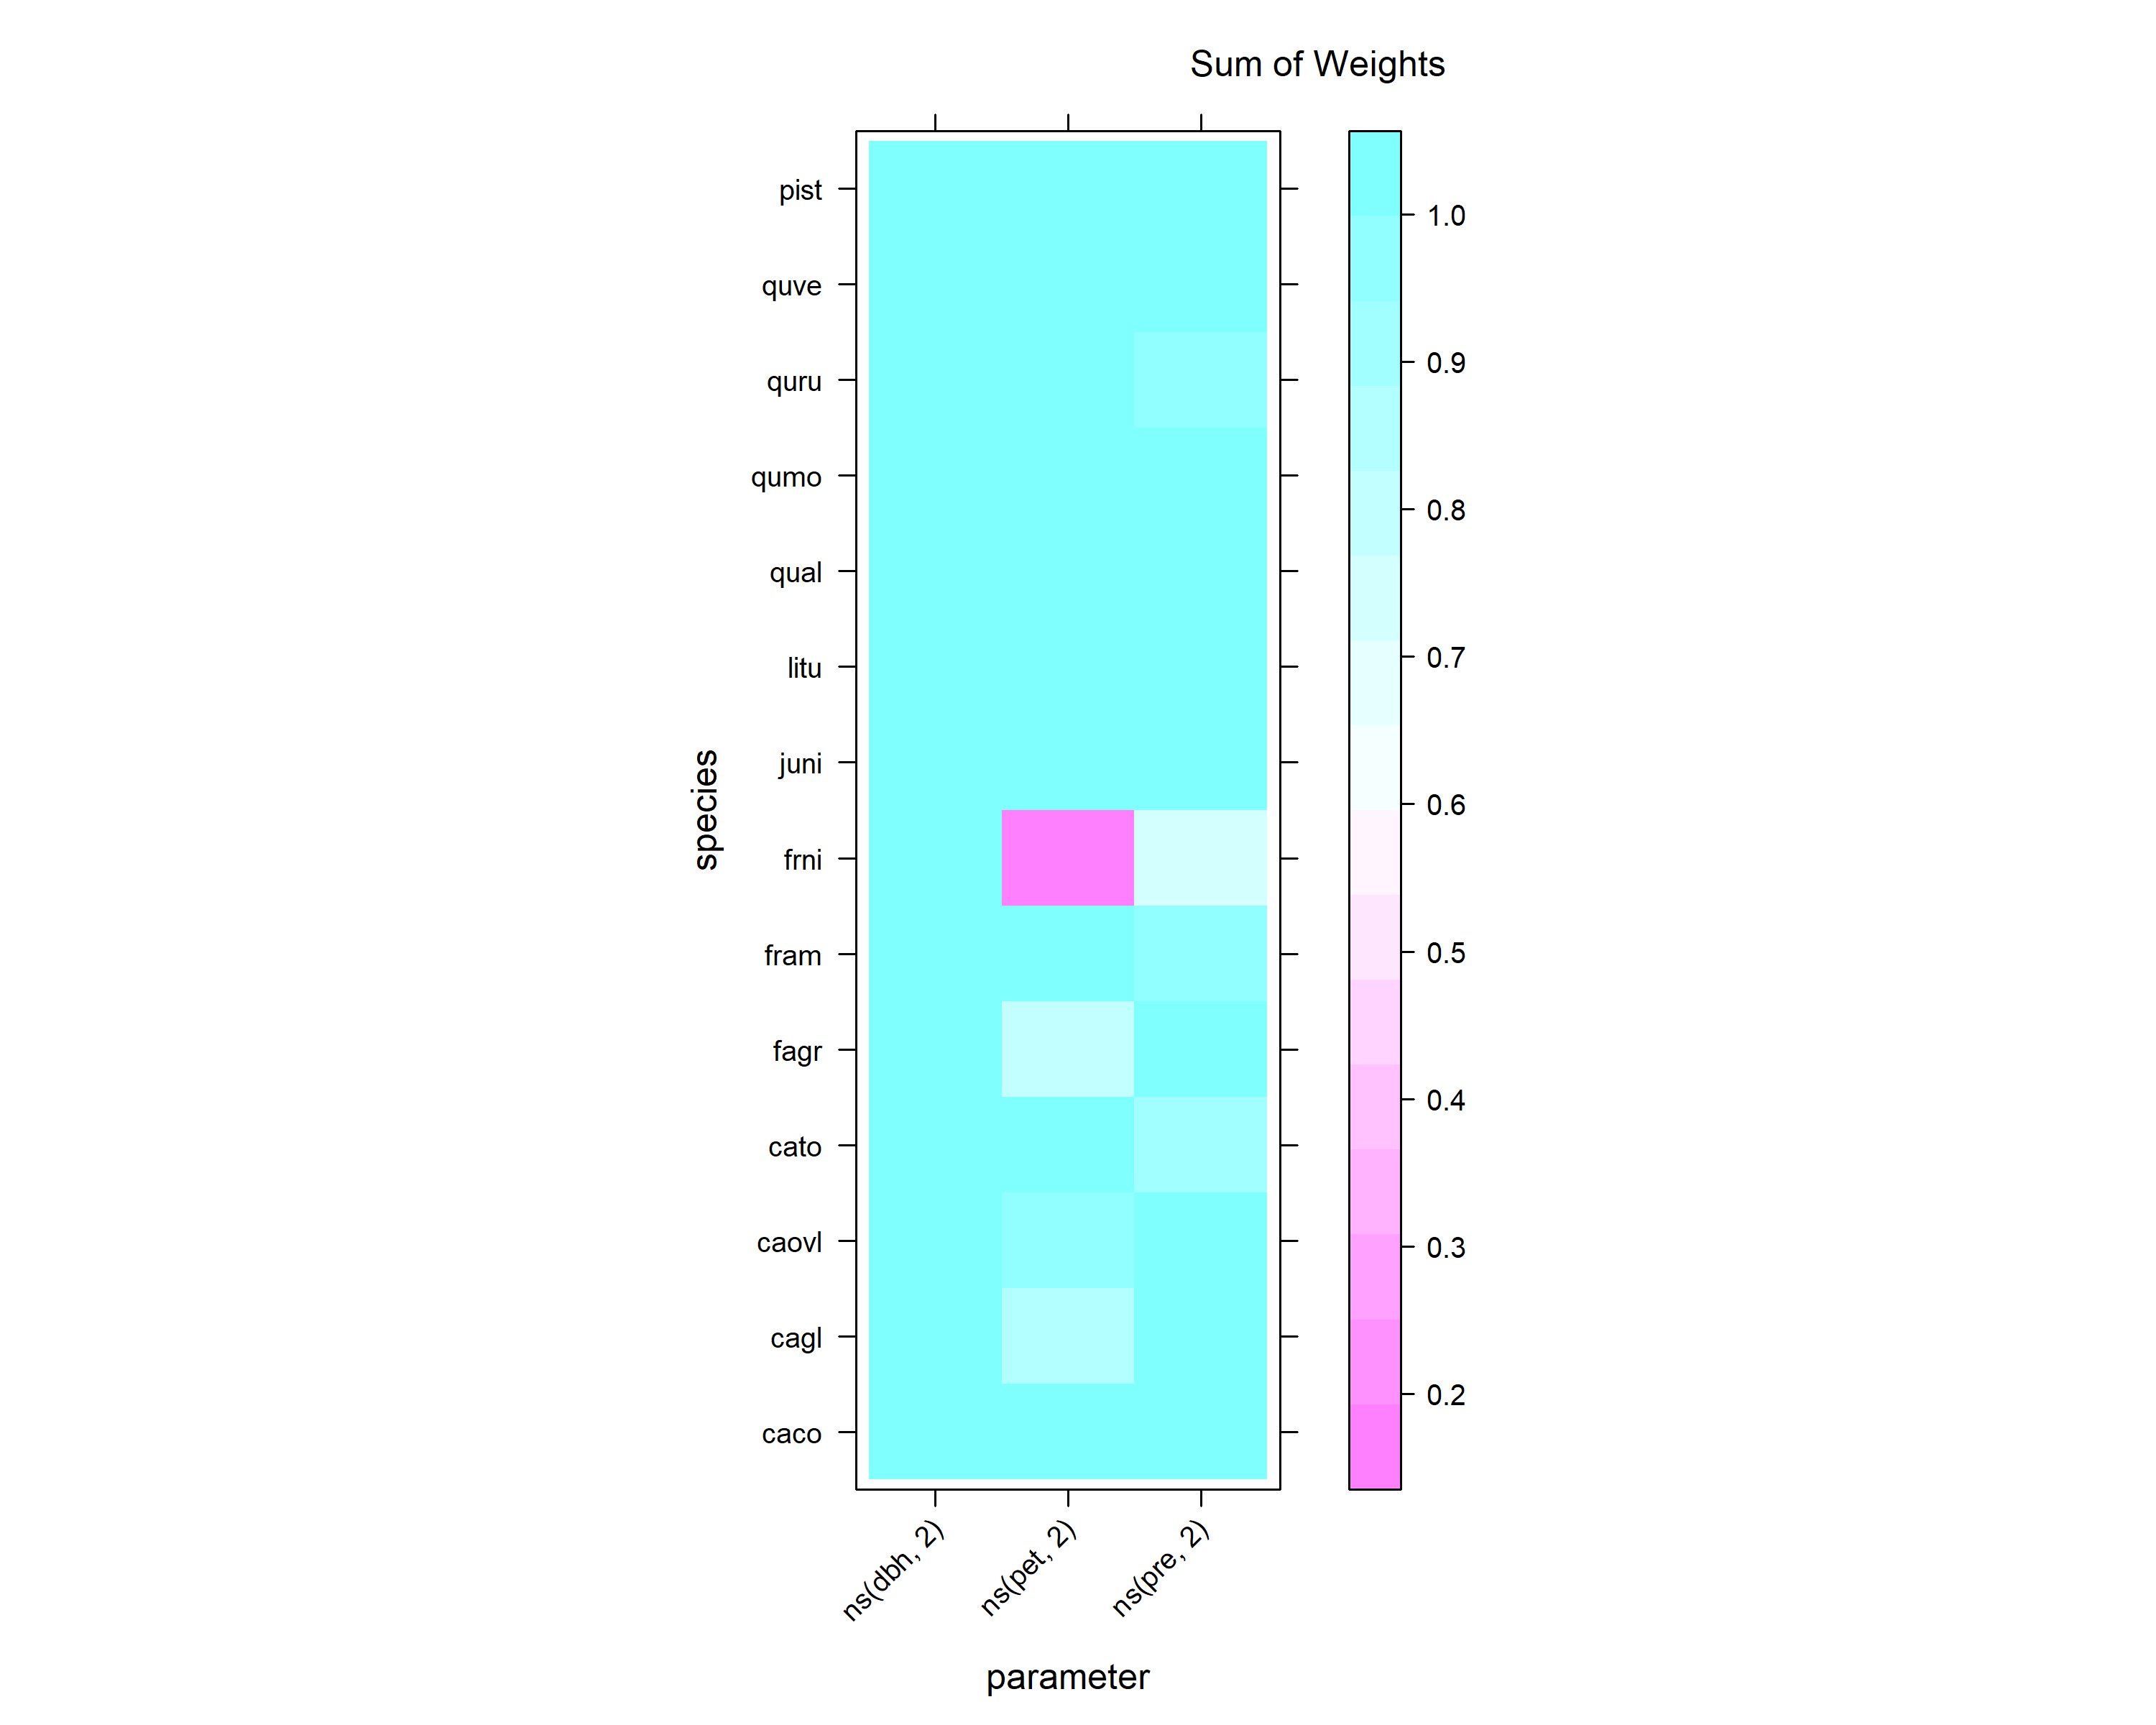 Sum of Weights
pist
quve
quru
qumo
qual
litu
juni
frni
fram
fagr
cato
caovl
cagl
caco
species
1.0
0.9
0.8
0.7
0.6
0.5
0.4
0.3
0.2
ns(dbh, 2)
ns(pet, 2)
ns(pre, 2)
parameter